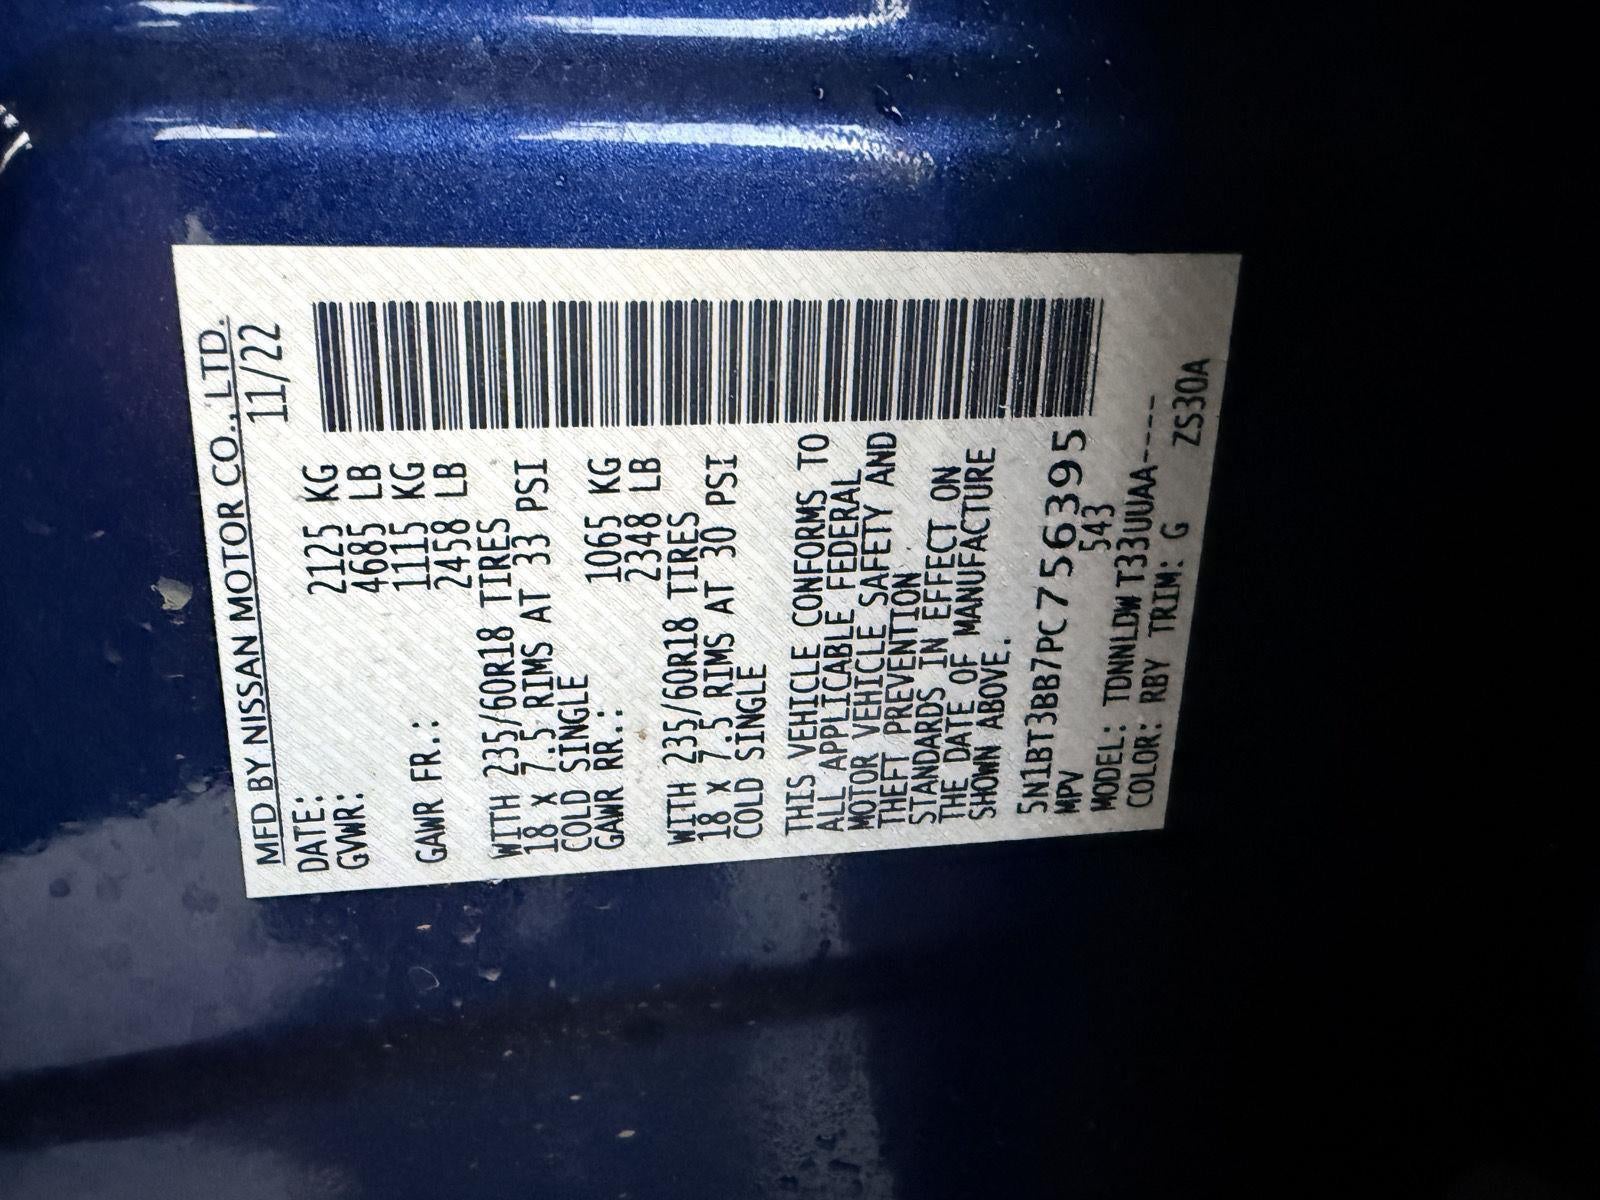 MFD BY NISSAN MOTOR CO., LTD.
DATE: 11/22
GVWR: 2125 KG
4685 LB
GAWR FR.: 1115 KG
2458 LB
WITH 235/60R18 TIRES
18 X 7.5 RIMS AT 33 PSI
COLD SINGLE
GAWR RR.: 1065 KG
2348 LB
WITH 235/60R18 TIRES
18 X 7.5 RIMS AT 30 PSI
COLD SINGLE
THIS VEHICLE CONFORMS TO
ALL APPLICABLE FEDERAL
MOTOR VEHICLE SAFETY AND
THEFT PREVENTION
STANDARDS IN EFFECT ON
THE DATE OF MANUFACTURE
SHOWN ABOVE.
5N1BT3BB7PC756395
MPV 543
MODEL: TDNNLDW T33UUAA----
COLOR: RBY TRIM: G ZS30A